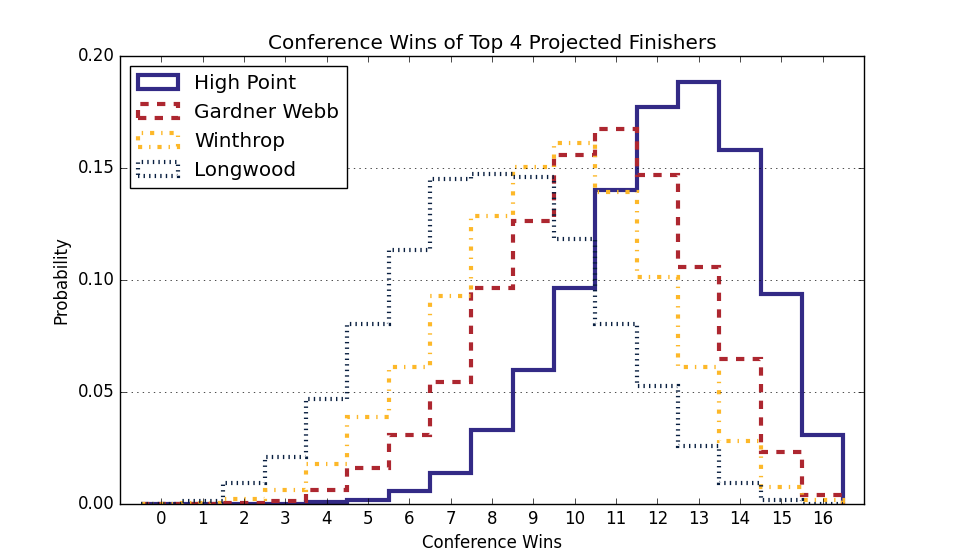 Conference Wins of Top 4 Projected Finishers
High Point
Gardner Webb
Winthrop
Longwood
0.20
0.15
0.10
0.05
0.00
Probability
0 1 2 3 4 5 6 7 8 9 10 11 12 13 14 15 16
Conference Wins